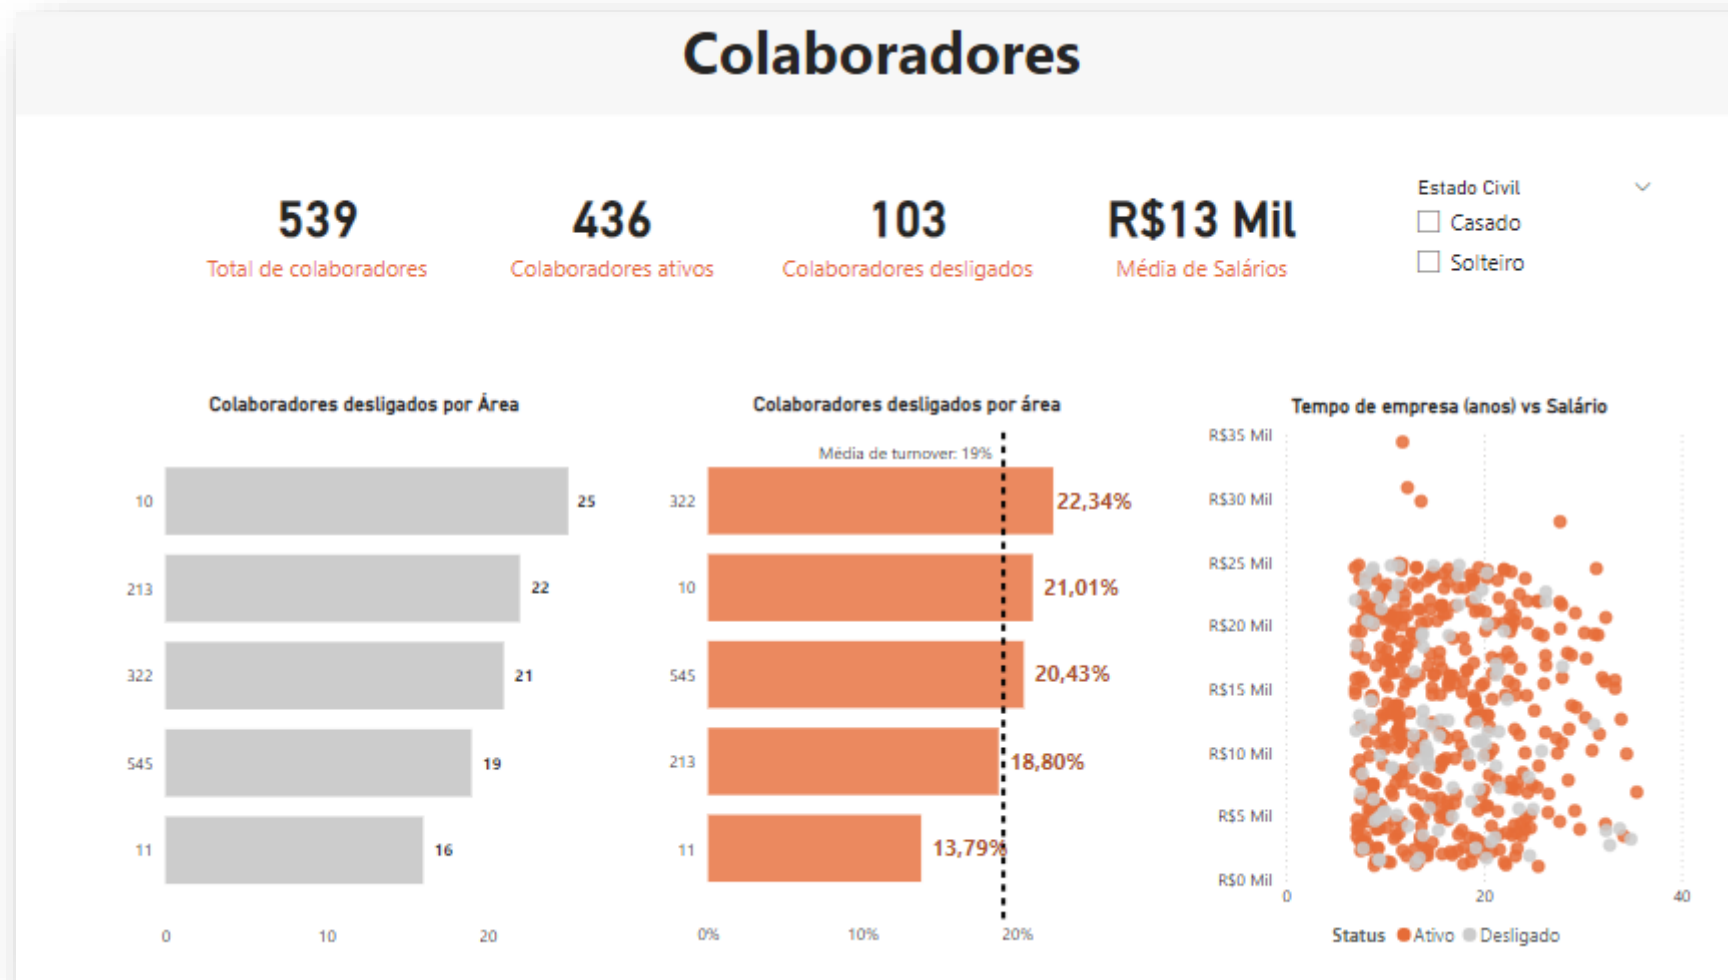 Colaboradores
539
Total de colaboradores
436
Colaboradores ativos
103
Colaboradores desligados
R$13 Mil
Média de Salários
Estado Civil
Casado
Solteiro
Colaboradores desligados por Área
10
25
213
22
322
21
545
19
11
16
0
10
20
Colaboradores desligados por área
Média de turnover: 19%
322
22,34%
10
21,01%
545
20,43%
213
18,80%
11
13,79%
0%
10%
20%
Tempo de empresa (anos) vs Salário
R$35 Mil
R$30 Mil
R$25 Mil
R$20 Mil
R$15 Mil
R$10 Mil
R$5 Mil
R$0 Mil
0
20
40
Status Ativo Desligado